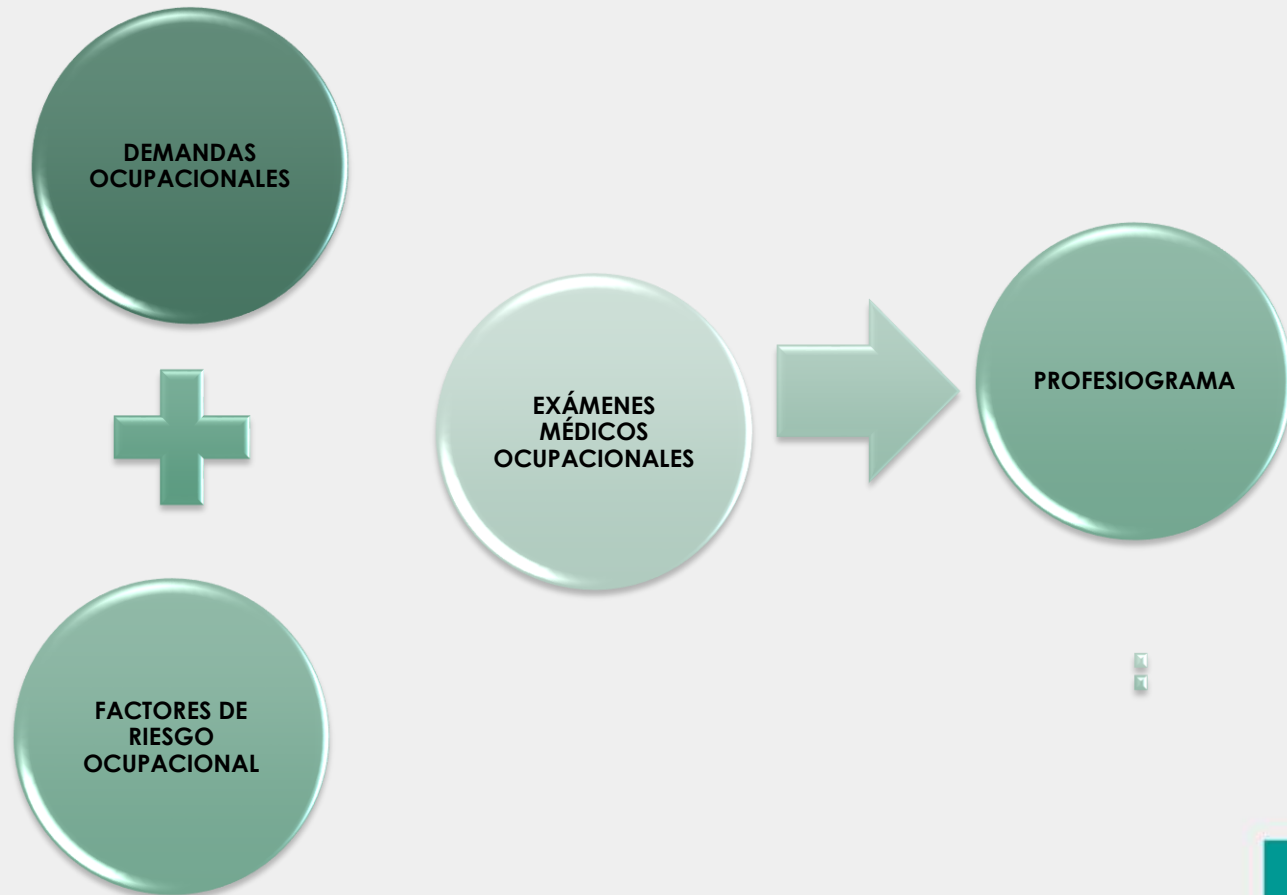 DEMANDAS
OCUPACIONALES
FACTORES DE
RIESGO
OCUPACIONAL
EXÁMENES
MÉDICOS
OCUPACIONALES
PROFESIOGRAMA
: